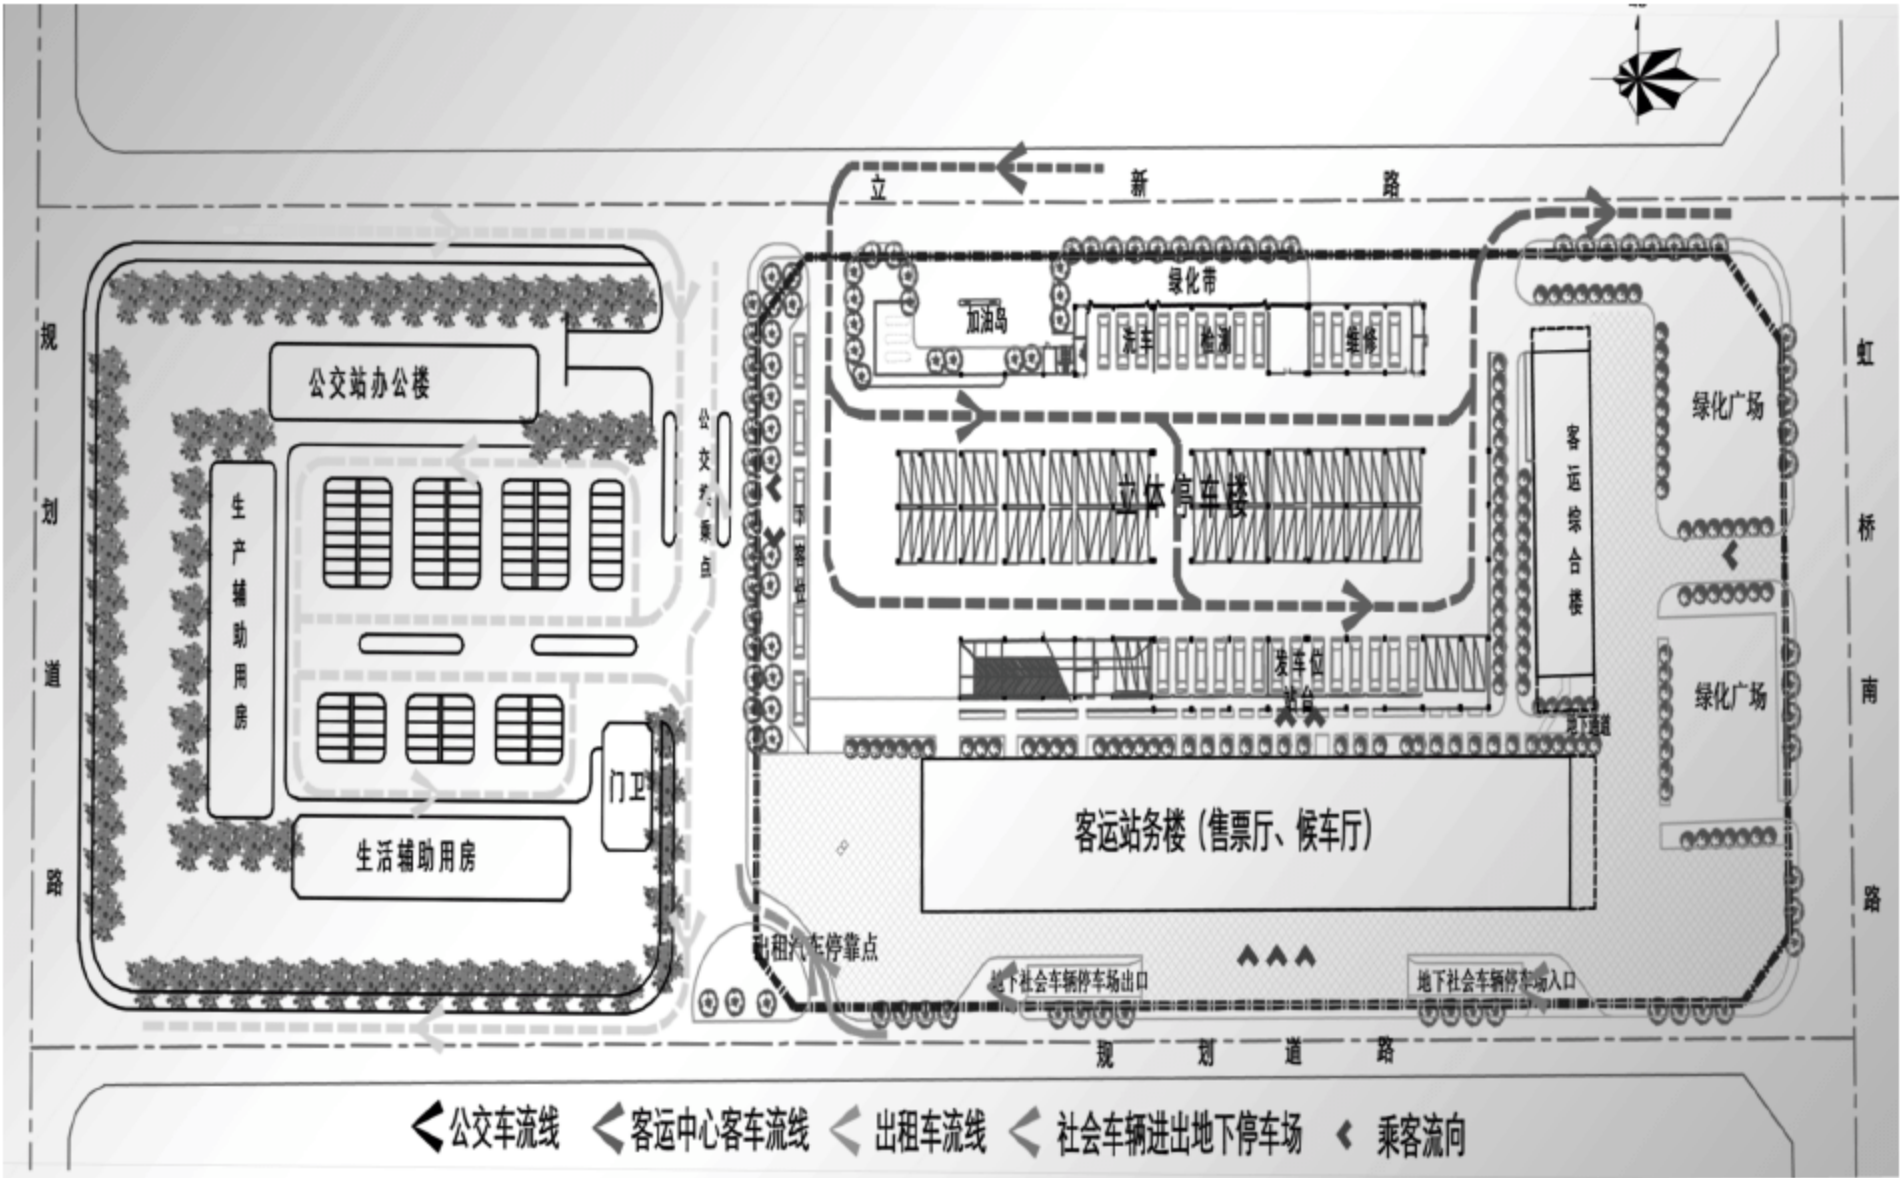 立新路
规划道路
虹桥南路
绿化带
加油岛
洗车
检测
维修
公交站办公楼
公交换乘点
生产辅助用房
立体停车楼
客运综合楼
绿化广场
下客位
发车位
站台
绿化广场
地下通道
门卫
生活辅助用房
客运站务楼（售票厅、候车厅）
出租汽车停靠点
地下社会车辆停车场出口
地下社会车辆停车场入口
规划道路
公交车流线
客运中心客车流线
出租车流线
社会车辆进出地下停车场
乘客流向